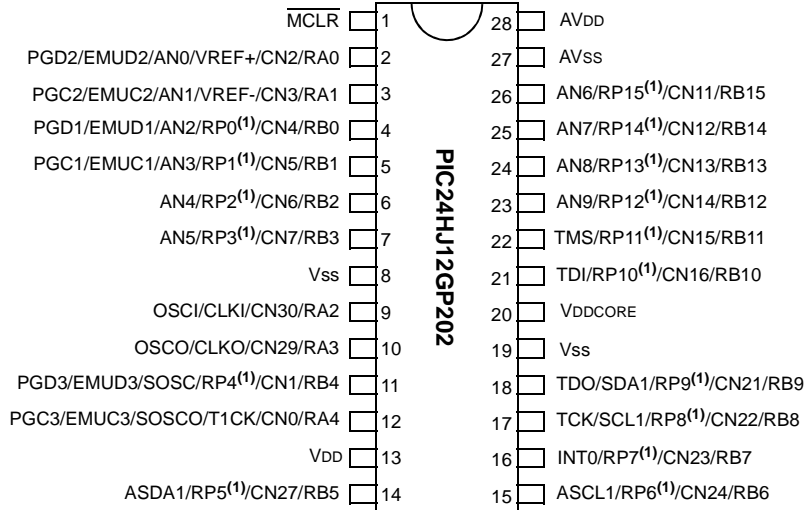 MCLR 1
PGD2/EMUD2/AN0/VREF+/CN2/RA0 2
PGC2/EMUC2/AN1/VREF-/CN3/RA1 3
PGD1/EMUD1/AN2/RP0(1)/CN4/RB0 4
PGC1/EMUC1/AN3/RP1(1)/CN5/RB1 5
AN4/RP2(1)/CN6/RB2 6
AN5/RP3(1)/CN7/RB3 7
Vss 8
OSCI/CLKI/CN30/RA2 9
OSCO/CLKO/CN29/RA3 10
PGD3/EMUD3/SOSC/RP4(1)/CN1/RB4 11
PGC3/EMUC3/SOSCO/T1CK/CN0/RA4 12
VDD 13
ASDA1/RP5(1)/CN27/RB5 14
PIC24HJ12GP202
28 AVDD
27 AVss
26 AN6/RP15(1)/CN11/RB15
25 AN7/RP14(1)/CN12/RB14
24 AN8/RP13(1)/CN13/RB13
23 AN9/RP12(1)/CN14/RB12
22 TMS/RP11(1)/CN15/RB11
21 TDI/RP10(1)/CN16/RB10
20 VDDCORE
19 Vss
18 TDO/SDA1/RP9(1)/CN21/RB9
17 TCK/SCL1/RP8(1)/CN22/RB8
16 INT0/RP7(1)/CN23/RB7
15 ASCL1/RP6(1)/CN24/RB6